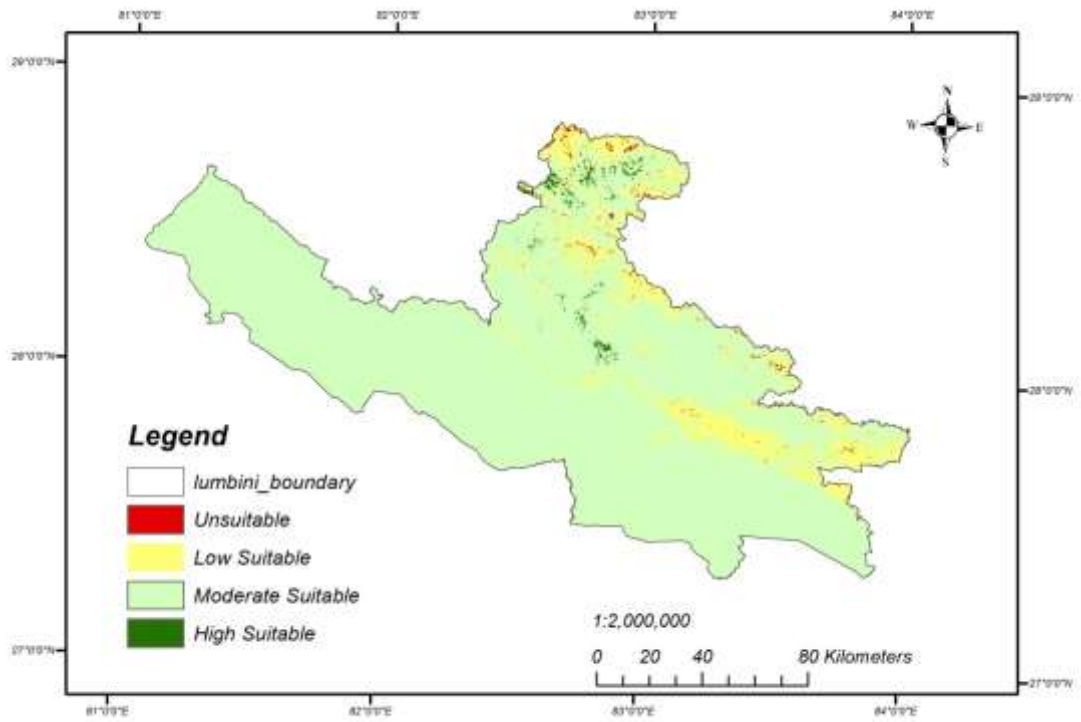 81°0'0"E 82°0'0"E 83°0'0"E 84°0'0"E
29°0'0"N
29°0'0"N
N
W E
S
28°0'0"N
28°0'0"N
Legend
lumbini_boundary
Unsuitable
Low Suitable
Moderate Suitable
High Suitable
1:2,000,000
0 20 40 80 Kilometers
27°0'0"N
27°0'0"N
81°0'0"E 82°0'0"E 83°0'0"E 84°0'0"E